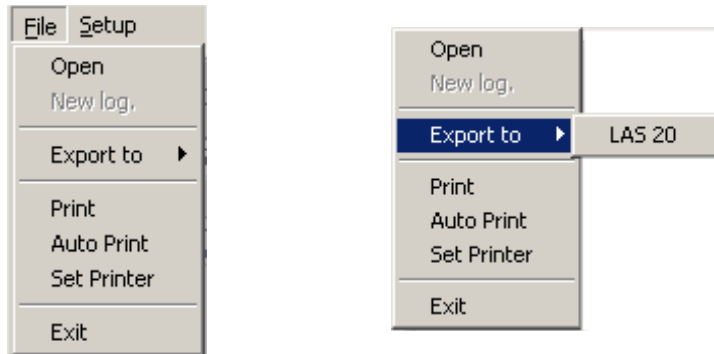 File Setup
Open
New log.
Export to
Print
Auto Print
Set Printer
Exit
Open
New log.
Export to
LAS 20
Print
Auto Print
Set Printer
Exit